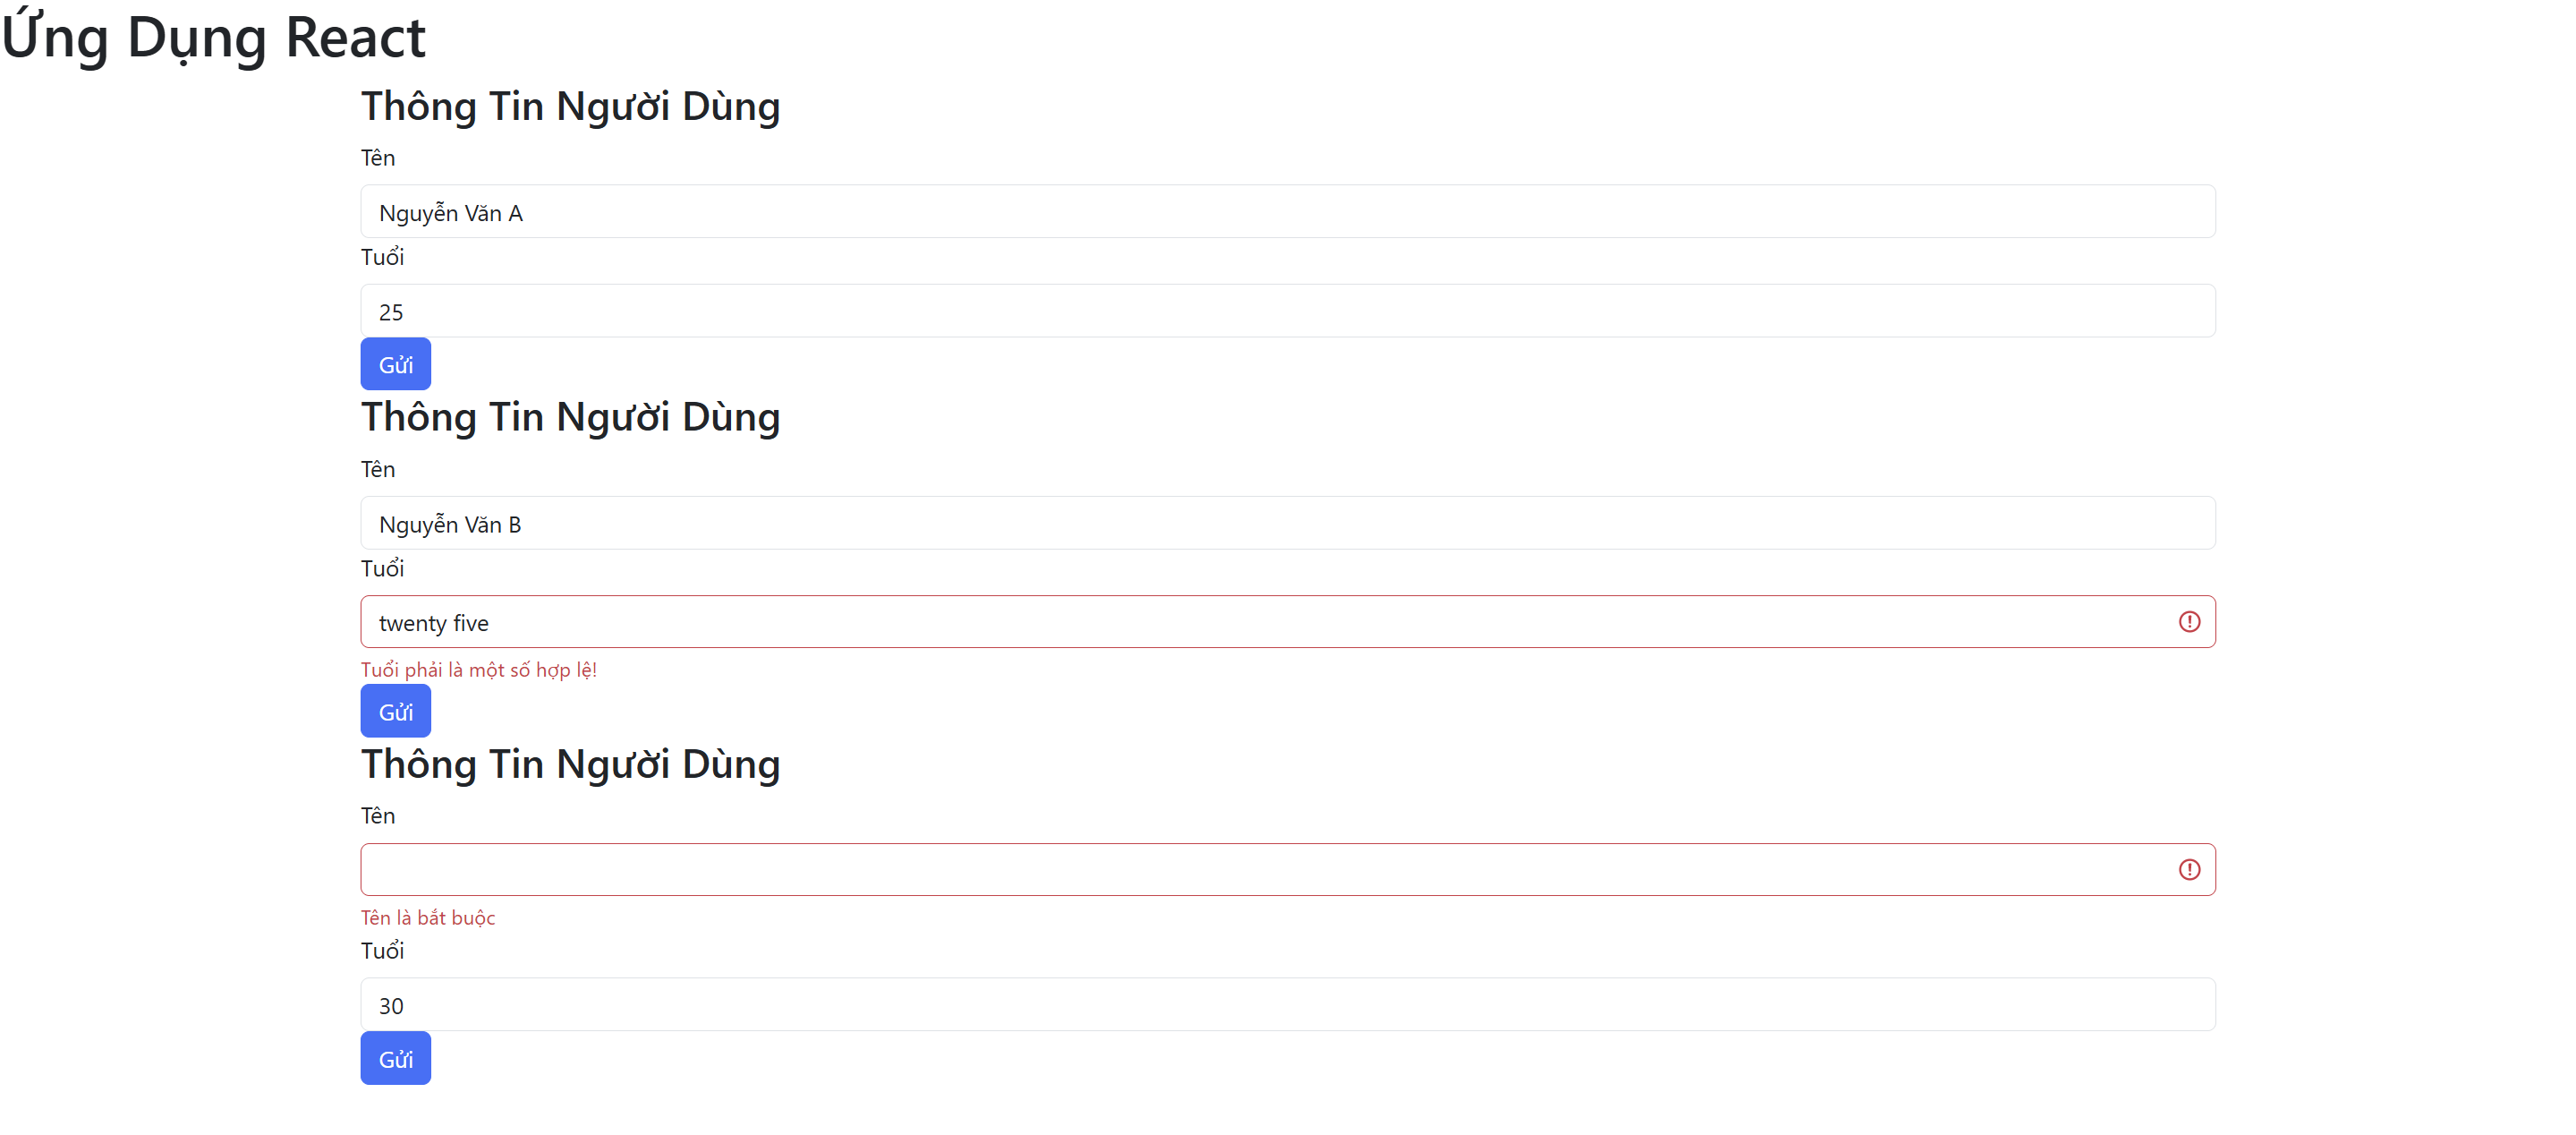 Ứng Dụng React
Thông Tin Người Dùng
Tên
Nguyễn Văn A
Tuổi
25
Gửi
Thông Tin Người Dùng
Tên
Nguyễn Văn B
Tuổi
twenty five
Tuổi phải là một số hợp lệ!
Gửi
Thông Tin Người Dùng
Tên
Tên là bắt buộc
Tuổi
30
Gửi